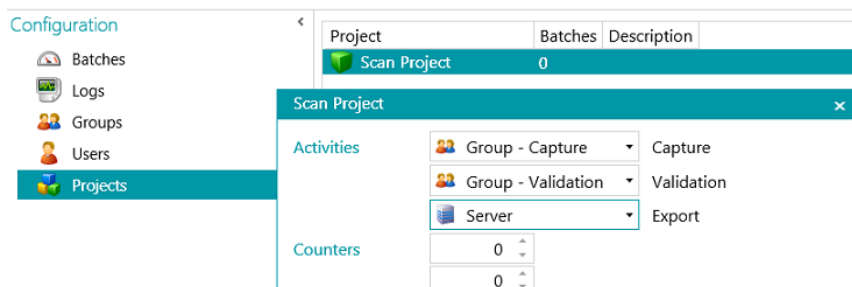 Configuration
Batches
Logs
Groups
Users
Projects
Project Batches Description
Scan Project 0
Scan Project
Activities Group - Capture Capture
Group - Validation Validation
Server Export
Counters 0
0